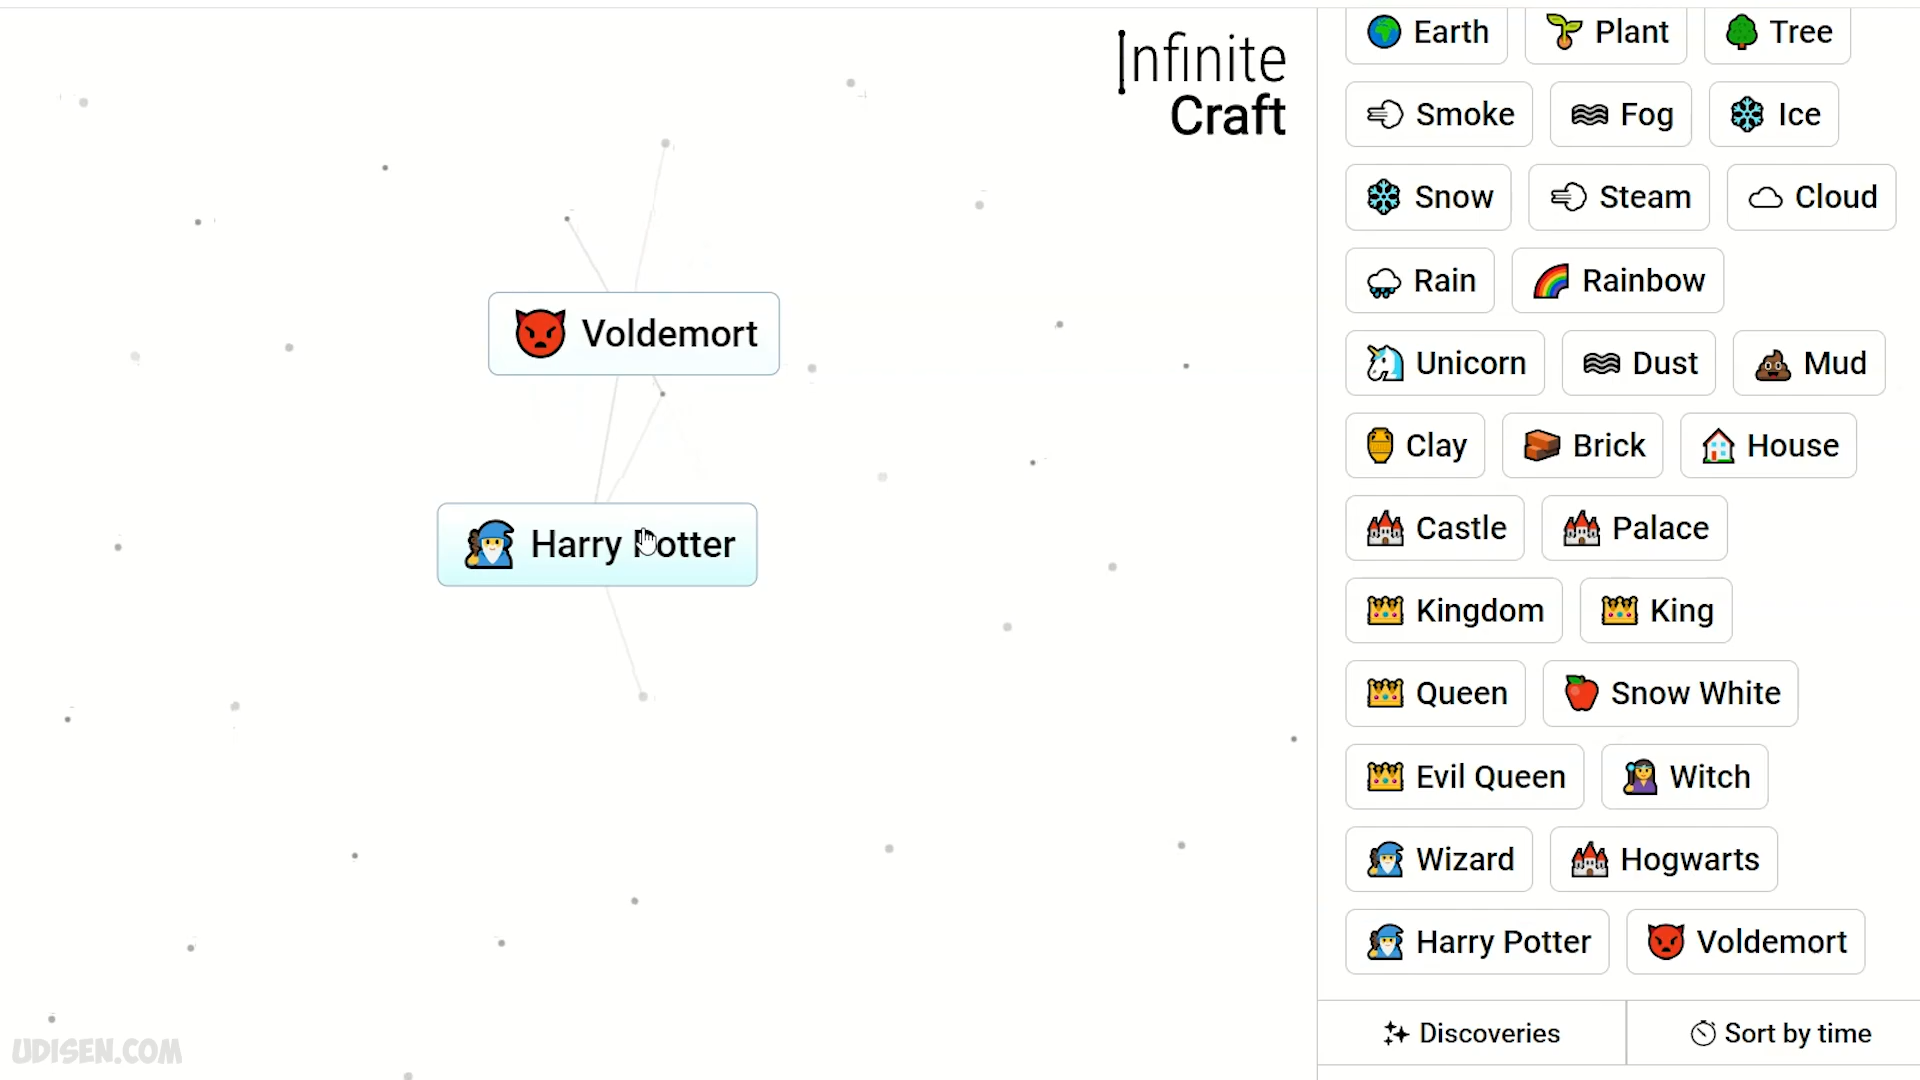 Infinite
Craft
Voldemort
Harry Potter
Earth Plant Tree
Smoke Fog Ice
Snow Steam Cloud
Rain Rainbow
Unicorn Dust Mud
Clay Brick House
Castle Palace
Kingdom King
Queen Snow White
Evil Queen Witch
Wizard Hogwarts
Harry Potter Voldemort
Discoveries Sort by time
UDISEN.COM